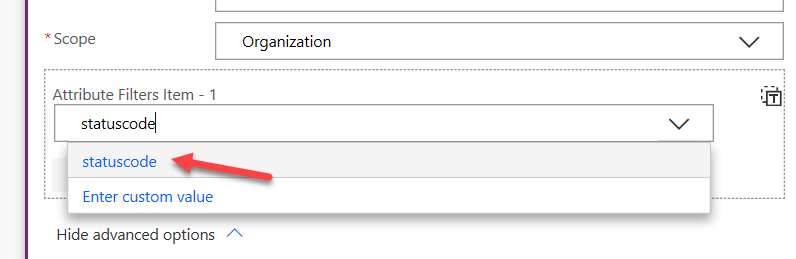 * Scope
Organization
Attribute Filters Item - 1
statuscode
statuscode
Enter custom value
Hide advanced options